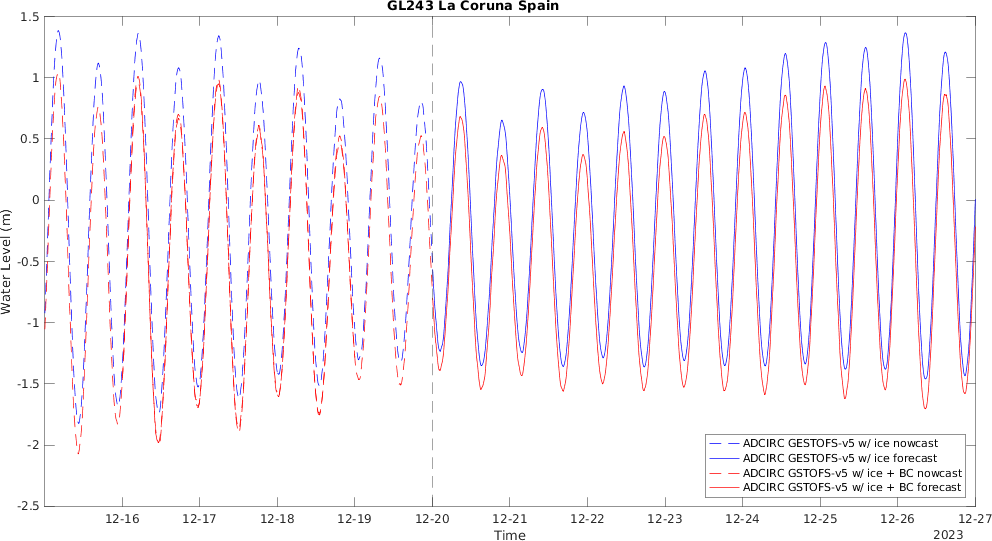 GL243 La Coruna Spain
1.5
1
0.5
0
-0.5
-1
-1.5
-2
-2.5
Water Level (m)
12-16 12-17 12-18 12-19 12-20 12-21 12-22 12-23 12-24 12-25 12-26 12-27
Time
2023
ADCIRC GESTOFS-v5 w/ ice nowcast
ADCIRC GESTOFS-v5 w/ ice forecast
ADCIRC GSTOFS-v5 w/ ice + BC nowcast
ADCIRC GSTOFS-v5 w/ ice + BC forecast